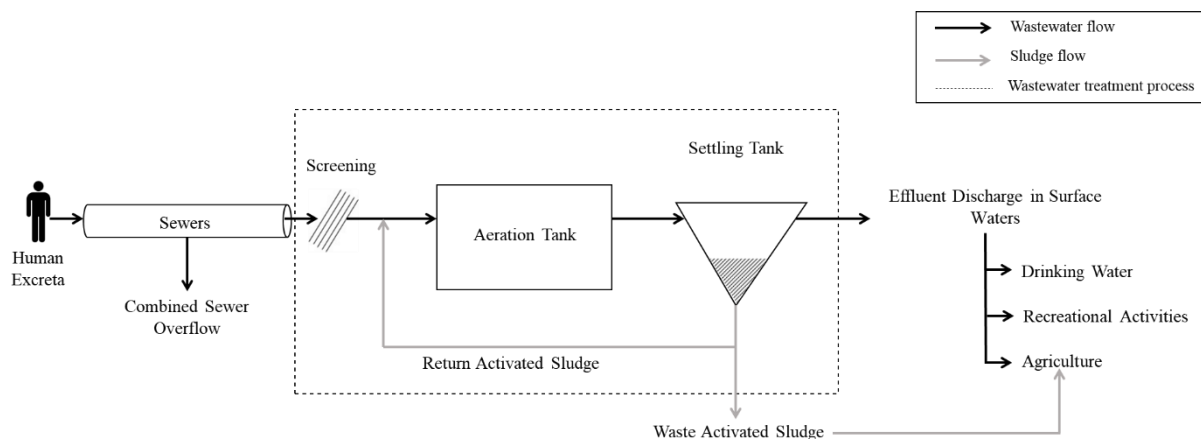 Wastewater flow
Sludge flow
Wastewater treatment process
Settling Tank
Screening
Effluent Discharge in Surface
Waters
Sewers
Aeration Tank
Human
Excreta
Drinking Water
Combined Sewer
Overflow
Recreational Activities
Return Activated Sludge
Agriculture
Waste Activated Sludge